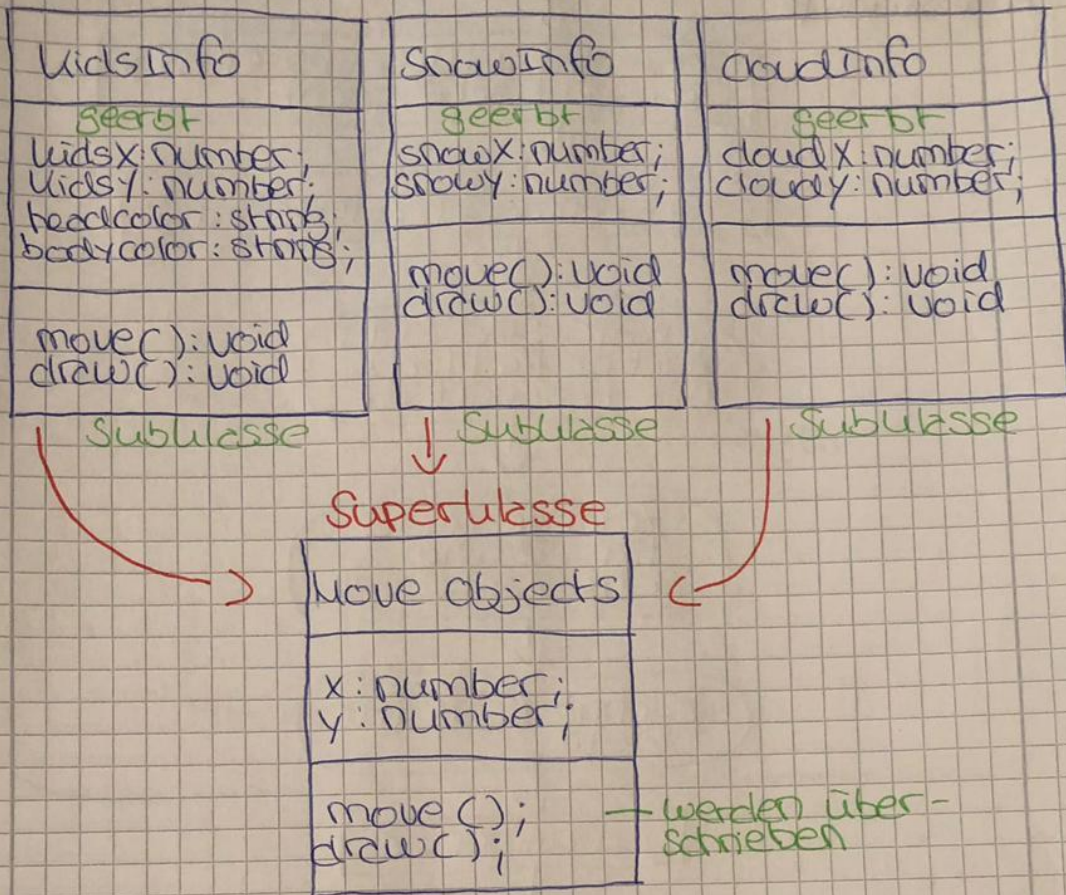 KidsInfo
geerbt
kidsX: number;
kidsY: number;
headcolor: string;
bodycolor: string;
move(): void
draw(): void
Subklasse
SnowInfo
geerbt
snowX: number;
snowy: number;
move(): void
draw(): void
Subklasse
CloudInfo
geerbt
cloudX: number;
cloudy: number;
move(): void
draw(): void
Subklasse
Superklasse
Move Objects
x: number;
y: number;
move();
draw();
werden über-
schrieben